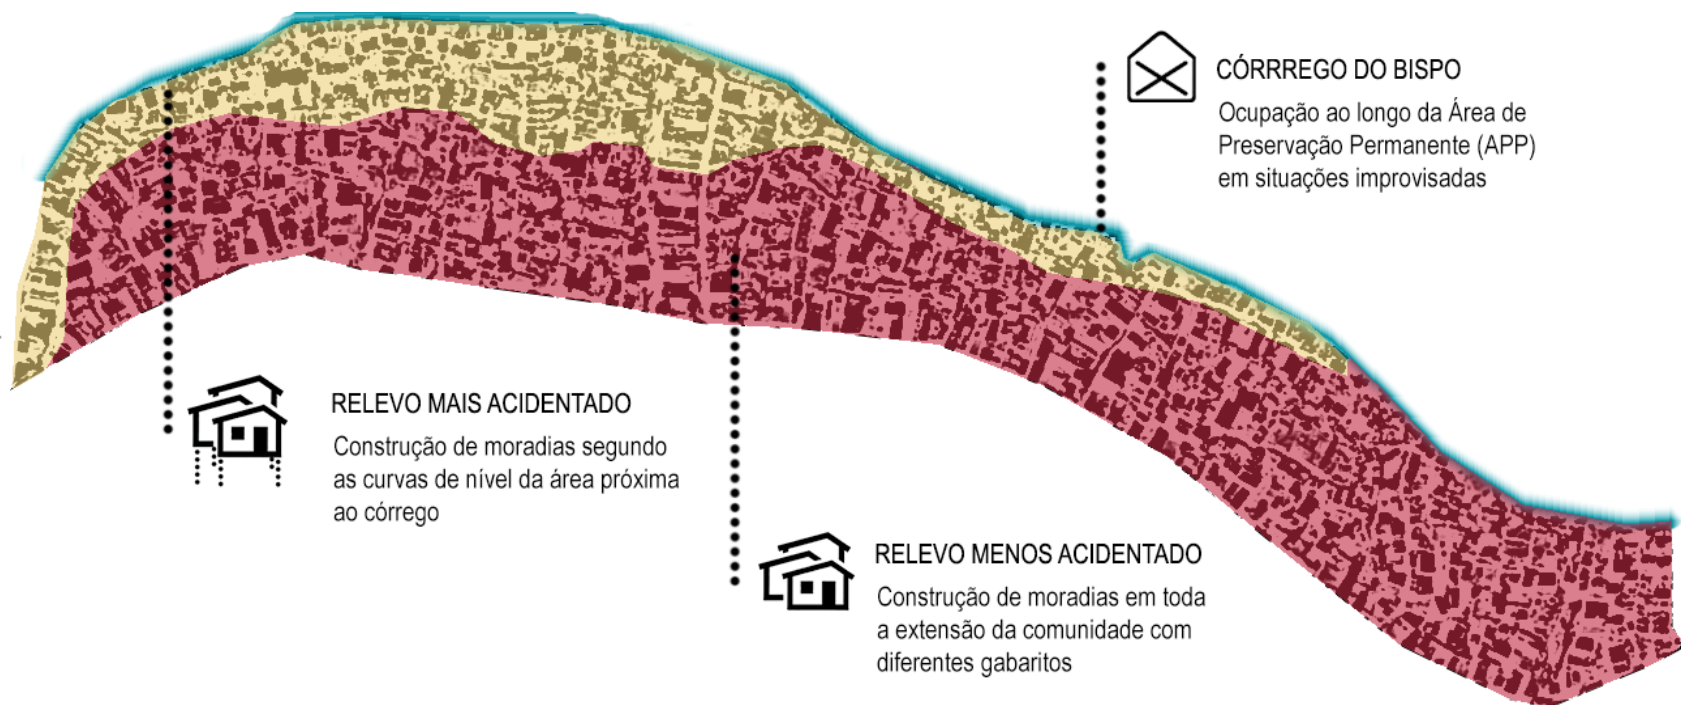 CÓRRREGO DO BISPO
Ocupação ao longo da Área de
Preservação Permanente (APP)
em situações improvisadas
RELEVO MAIS ACIDENTADO
Construção de moradias segundo
as curvas de nível da área próxima
ao córrego
RELEVO MENOS ACIDENTADO
Construção de moradias em toda
a extensão da comunidade com
diferentes gabaritos